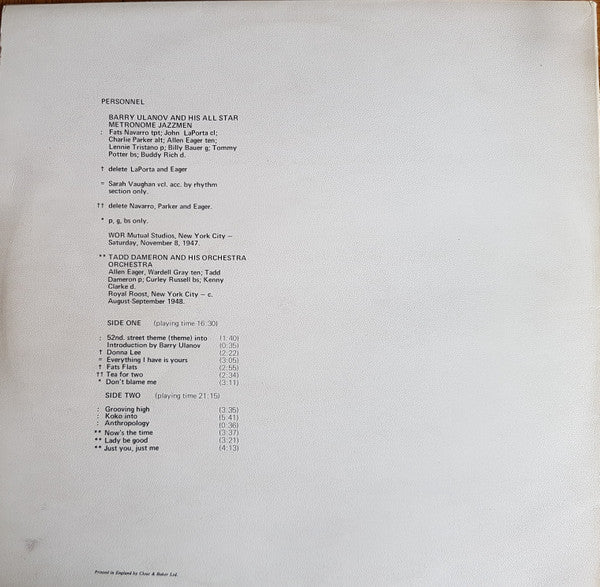 PERSONNEL
BARRY ULANOV AND HIS ALL STAR
METRONOME JAZZMEN
: Fats Navarro tpt; John LaPorta cl;
Charlie Parker alt; Allen Eager ten;
Lennie Tristano p; Billy Bauer g; Tommy
Potter bs; Buddy Rich d.
† delete LaPorta and Eager
= Sarah Vaughan vcl. acc. by rhythm
section only.
†† delete Navarro, Parker and Eager.
* p, g, bs only.
WOR Mutual Studios, New York City –
Saturday, November 8, 1947.
** TADD DAMERON AND HIS ORCHESTRA
ORCHESTRA
Allen Eager, Wardell Gray ten; Tadd
Dameron p; Curley Russell bs; Kenny
Clarke d.
Royal Roost, New York City – c.
August-September 1948.
SIDE ONE (playing time 16:30)
: 52nd. street theme (theme) into (1:40)
Introduction by Barry Ulanov (0:35)
† Donna Lee (2:22)
= Everything I have is yours (3:05)
† Fats Flats (2:55)
†† Tea for two (2:34)
* Don't blame me (3:11)
SIDE TWO (playing time 21:15)
: Grooving high (3:35)
: Koko into (5:41)
: Anthropology (0:36)
** Now's the time (3:37)
** Lady be good (3:21)
** Just you, just me (4:13)
Printed in England by Clout & Baker Ltd.